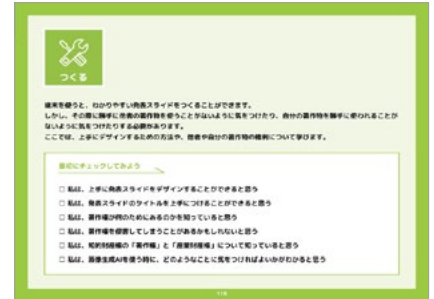 つくる
端末を使うと、わかりやすい発表スライドをつくることができます。
しかし、その際に勝手に他者の著作物を使うことがないように気をつけたり、自分の著作物を勝手に使われることが
ないように気をつけたりする必要があります。
ここでは、上手にデザインするための方法や、他者や自分の著作物の権利について学びます。
最初にチェックしてみよう
□ 私は、上手に発表スライドをデザインすることができると思う
□ 私は、発表スライドのタイトルを上手につけることができると思う
□ 私は、著作権が何のためにあるのかを知っていると思う
□ 私は、著作権を侵害してしまうことがあるかもしれないと思う
□ 私は、知的財産権の「著作権」と「産業財産権」について知っていると思う
□ 私は、画像生成AIを使う時に、どのようなことに気をつければよいかがわかると思う